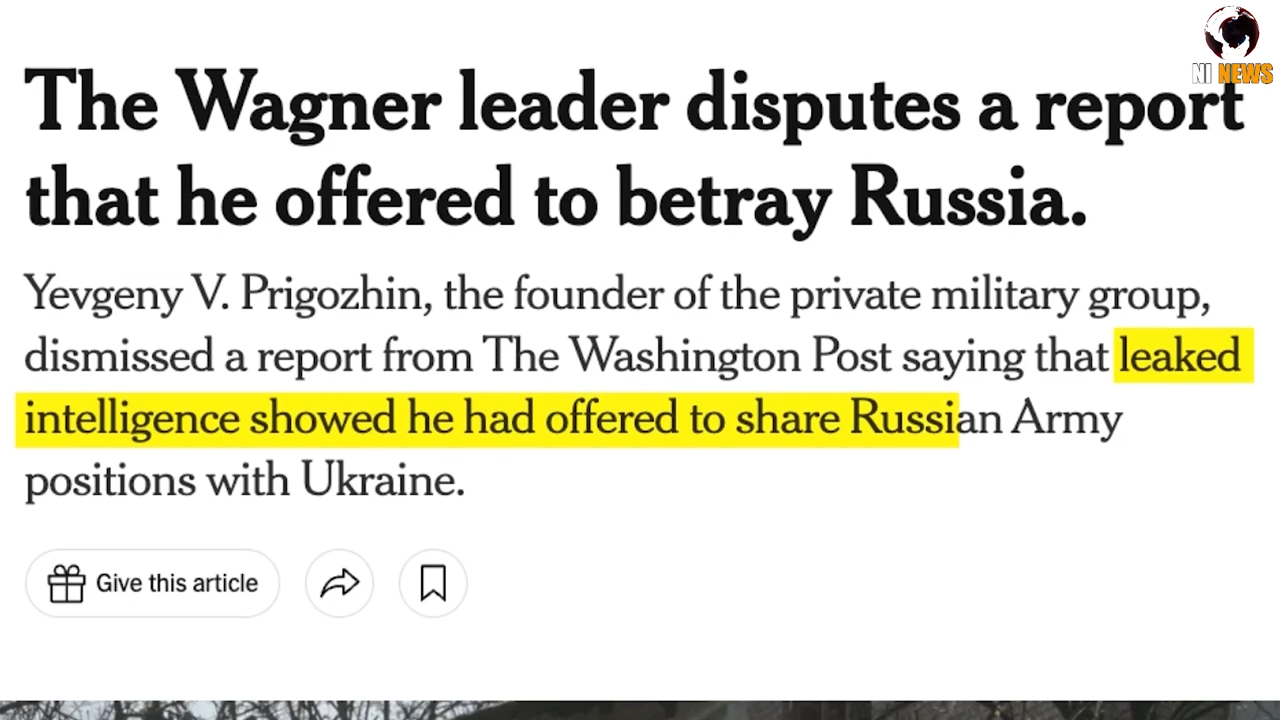 NI NEWS
The Wagner leader disputes a report
that he offered to betray Russia.
Yevgeny V. Prigozhin, the founder of the private military group,
dismissed a report from The Washington Post saying that leaked
intelligence showed he had offered to share Russian Army
positions with Ukraine.
Give this article